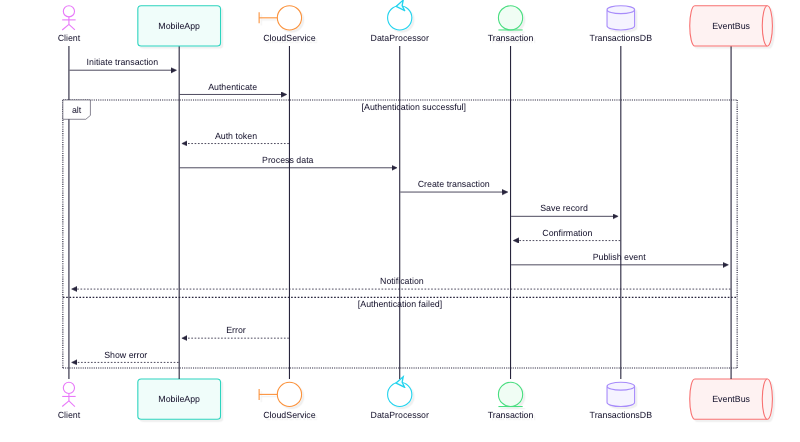 Client
MobileApp
CloudService
DataProcessor
Transaction
TransactionsDB
EventBus
Initiate transaction
Authenticate
alt
[Authentication successful]
Auth token
Process data
Create transaction
Save record
Confirmation
Publish event
Notification
[Authentication failed]
Error
Show error
Client
MobileApp
CloudService
DataProcessor
Transaction
TransactionsDB
EventBus